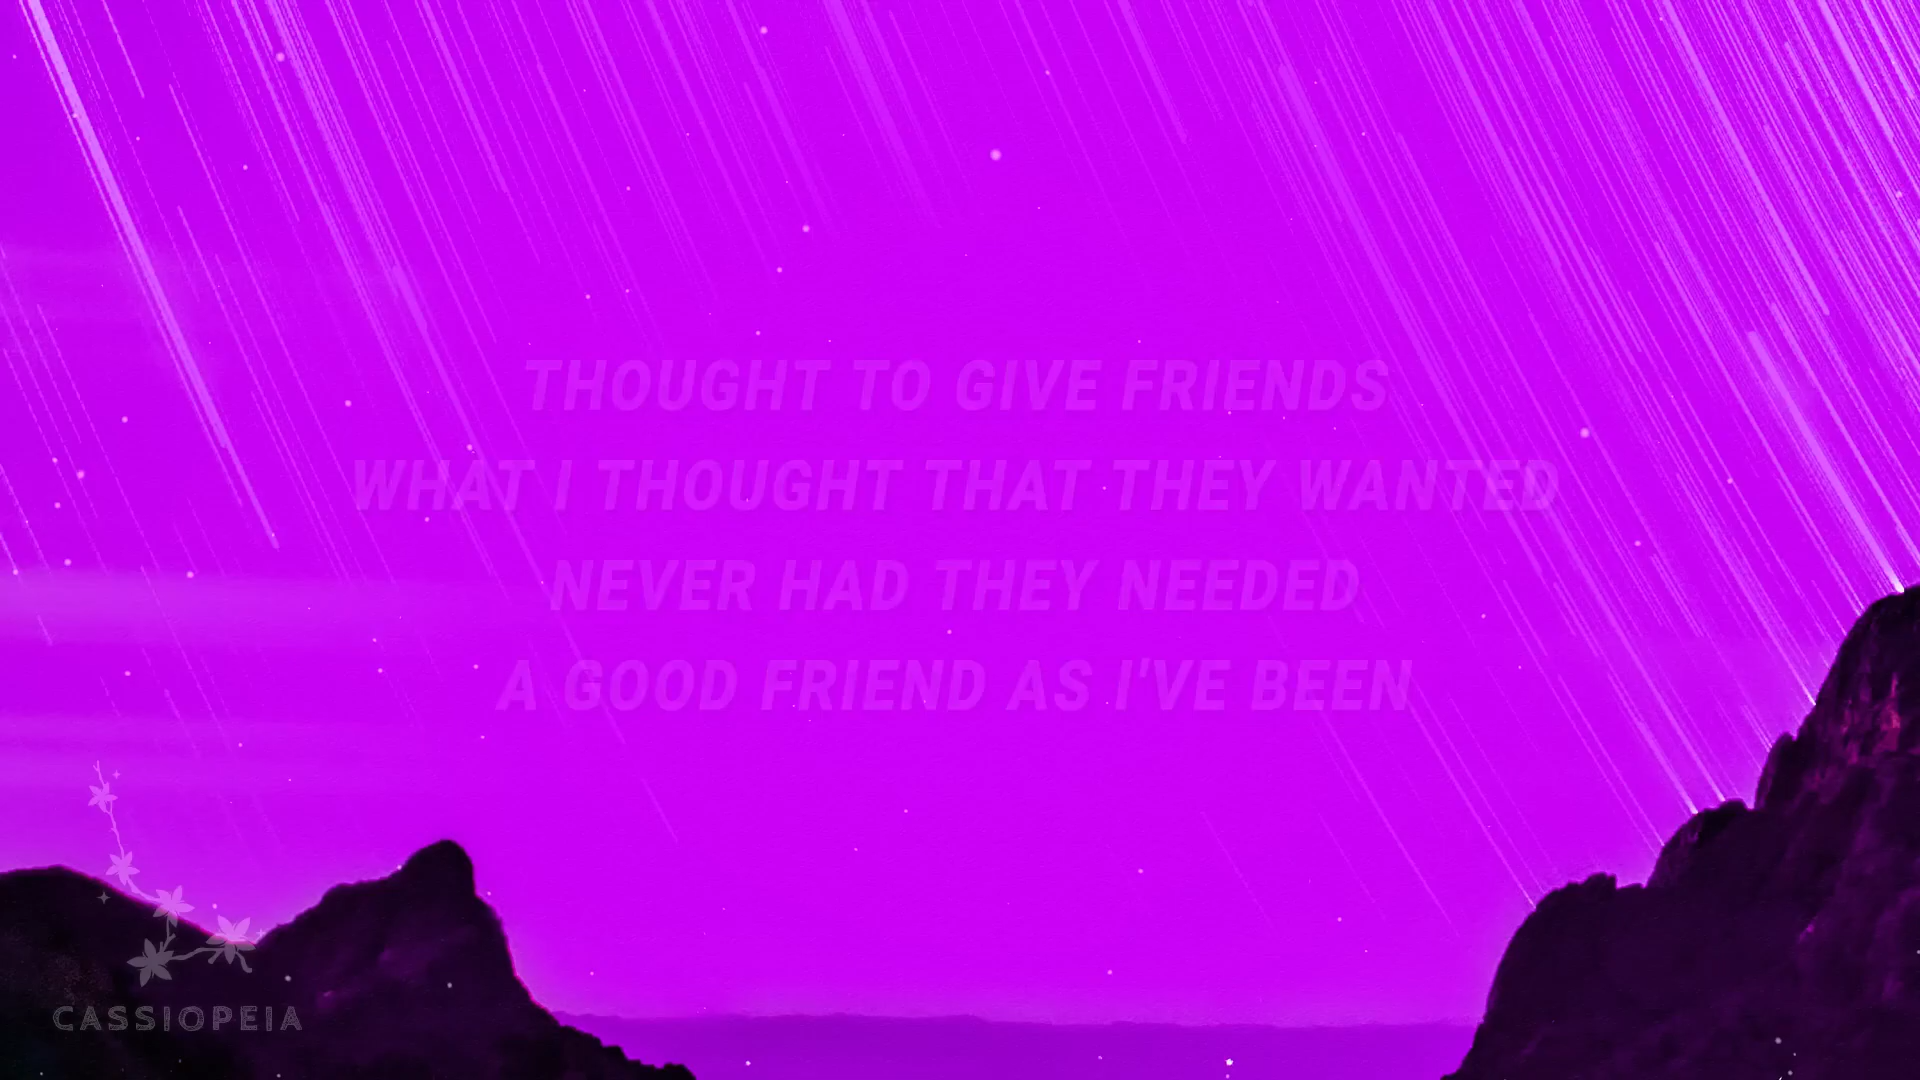 THOUGHT TO GIVE FRIENDS
WHAT I THOUGHT THAT THEY WANTED
NEVER HAD THEY NEEDED
A GOOD FRIEND AS I'VE BEEN
CASSIOPEIA